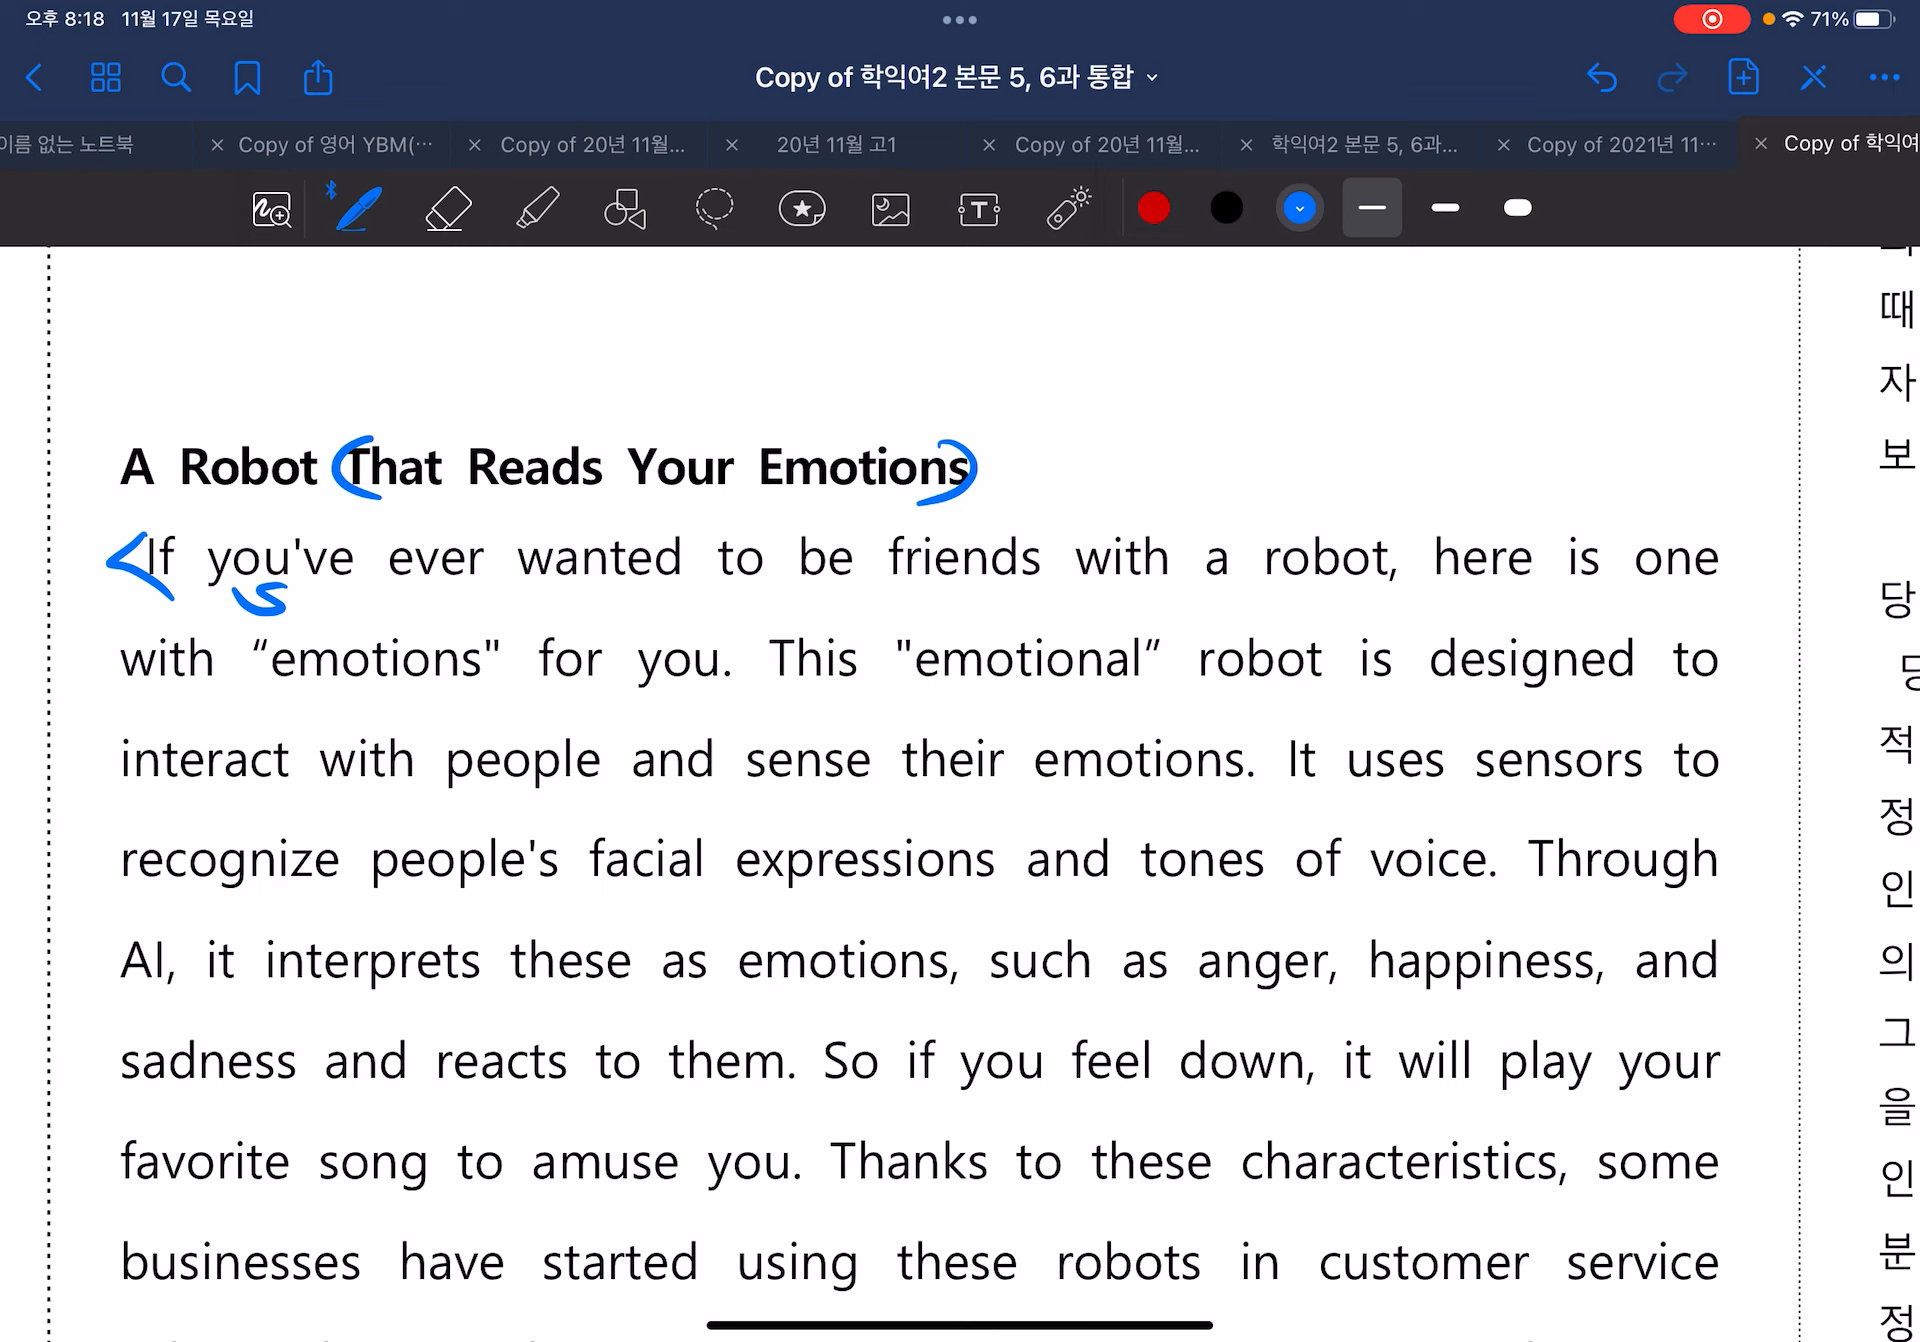 오후 8:18 11월 17일 목요일
71%
Copy of 학익여2 본문 5, 6과 통합
이름 없는 노트북
Copy of 영어 YBM(…
Copy of 20년 11월...
20년 11월 고1
Copy of 20년 11월...
학익여2 본문 5, 6과...
Copy of 2021년 11…
Copy of 학익여
A Robot That Reads Your Emotions
If you've ever wanted to be friends with a robot, here is one
S
with “emotions" for you. This "emotional” robot is designed to
interact with people and sense their emotions. It uses sensors to
recognize people's facial expressions and tones of voice. Through
AI, it interprets these as emotions, such as anger, happiness, and
sadness and reacts to them. So if you feel down, it will play your
favorite song to amuse you. Thanks to these characteristics, some
businesses have started using these robots in customer service
때
자
보
당
적
정
인
의
그
을
인
분
정